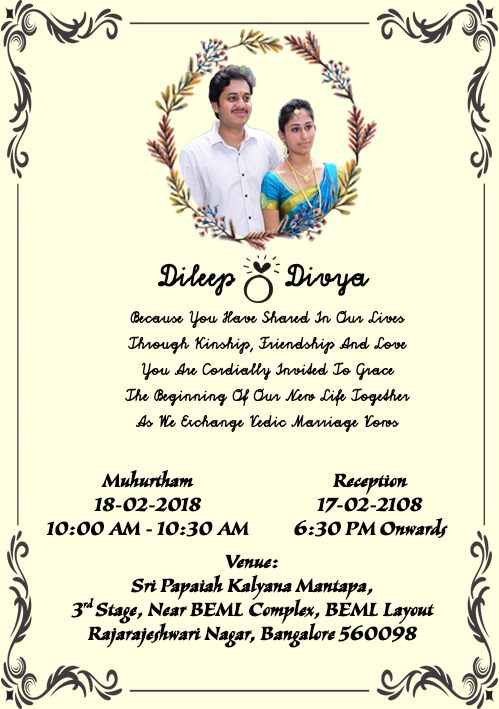 Dileep Divya
Because You Have Shared In Our Lives
Through Kinship, Friendship And Love
You Are Cordially Invited To Grace
The Beginning Of Our New Life Together
As We Exchange Vedic Marriage Vows
Muhurtham
18-02-2018
10:00 AM - 10:30 AM
Reception
17-02-2108
6:30 PM Onwards
Venue:
Sri Papaiah Kalyana Mantapa,
3rd Stage, Near BEML Complex, BEML Layout
Rajarajeshwari Nagar, Bangalore 560098